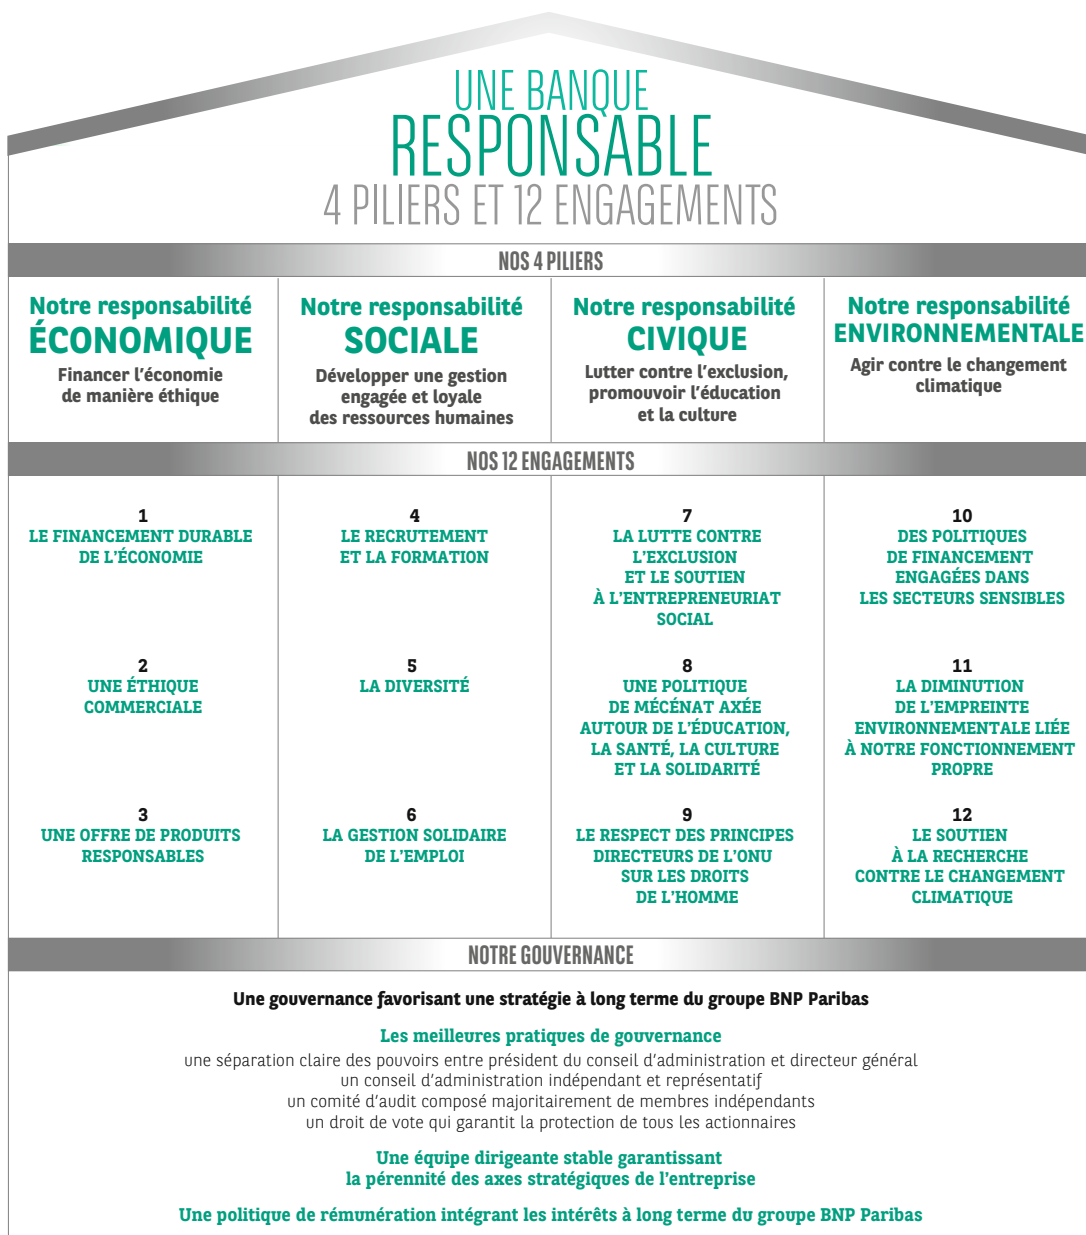 UNE BANQUE
RESPONSABLE
4 PILIERS ET 12 ENGAGEMENTS
NOS 4 PILIERS
Notre responsabilité
ÉCONOMIQUE
Financer l'économie
de manière éthique
Notre responsabilité
SOCIALE
Développer une gestion
engagée et loyale
des ressources humaines
Notre responsabilité
CIVIQUE
Lutter contre l'exclusion,
promouvoir l'éducation
et la culture
Notre responsabilité
ENVIRONNEMENTALE
Agir contre le changement
climatique
NOS 12 ENGAGEMENTS
1
LE FINANCEMENT DURABLE
DE L'ÉCONOMIE
2
UNE ÉTHIQUE
COMMERCIALE
3
UNE OFFRE DE PRODUITS
RESPONSABLES
4
LE RECRUTEMENT
ET LA FORMATION
5
LA DIVERSITÉ
6
LA GESTION SOLIDAIRE
DE L'EMPLOI
7
LA LUTTE CONTRE
L'EXCLUSION
ET LE SOUTIEN
À L'ENTREPRENEURIAT
SOCIAL
8
UNE POLITIQUE
DE MÉCÉNAT AXÉE
AUTOUR DE L'ÉDUCATION,
LA SANTÉ, LA CULTURE
ET LA SOLIDARITÉ
9
LE RESPECT DES PRINCIPES
DIRECTEURS DE L'ONU
SUR LES DROITS
DE L'HOMME
10
DES POLITIQUES
DE FINANCEMENT
ENGAGÉES DANS
LES SECTEURS SENSIBLES
11
LA DIMINUTION
DE L'EMPREINTE
ENVIRONNEMENTALE LIÉE
À NOTRE FONCTIONNEMENT
PROPRE
12
LE SOUTIEN
À LA RECHERCHE
CONTRE LE CHANGEMENT
CLIMATIQUE
NOTRE GOUVERNANCE
Une gouvernance favorisant une stratégie à long terme du groupe BNP Paribas
Les meilleures pratiques de gouvernance
une séparation claire des pouvoirs entre président du conseil d'administration et directeur général
un conseil d'administration indépendant et représentatif
un comité d'audit composé majoritairement de membres indépendants
un droit de vote qui garantit la protection de tous les actionnaires
Une équipe dirigeante stable garantissant
la pérennité des axes stratégiques de l'entreprise
Une politique de rémunération intégrant les intérêts à long terme du groupe BNP Paribas